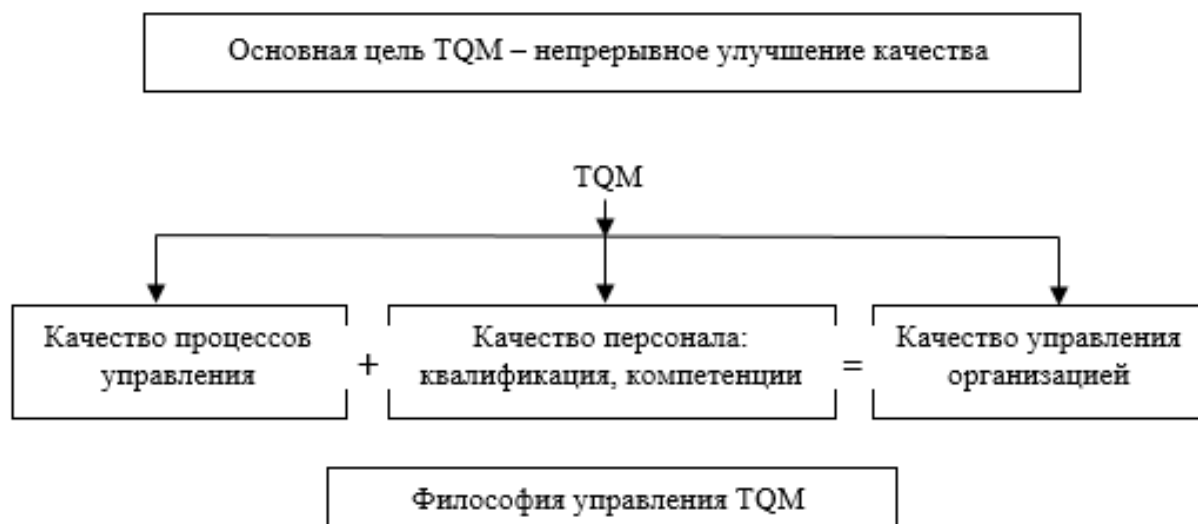 Основная цель TQM – непрерывное улучшение качества
TQM
Качество процессов
управления
+
Качество персонала:
квалификация, компетенции
=
Качество управления
организацией
Философия управления TQM